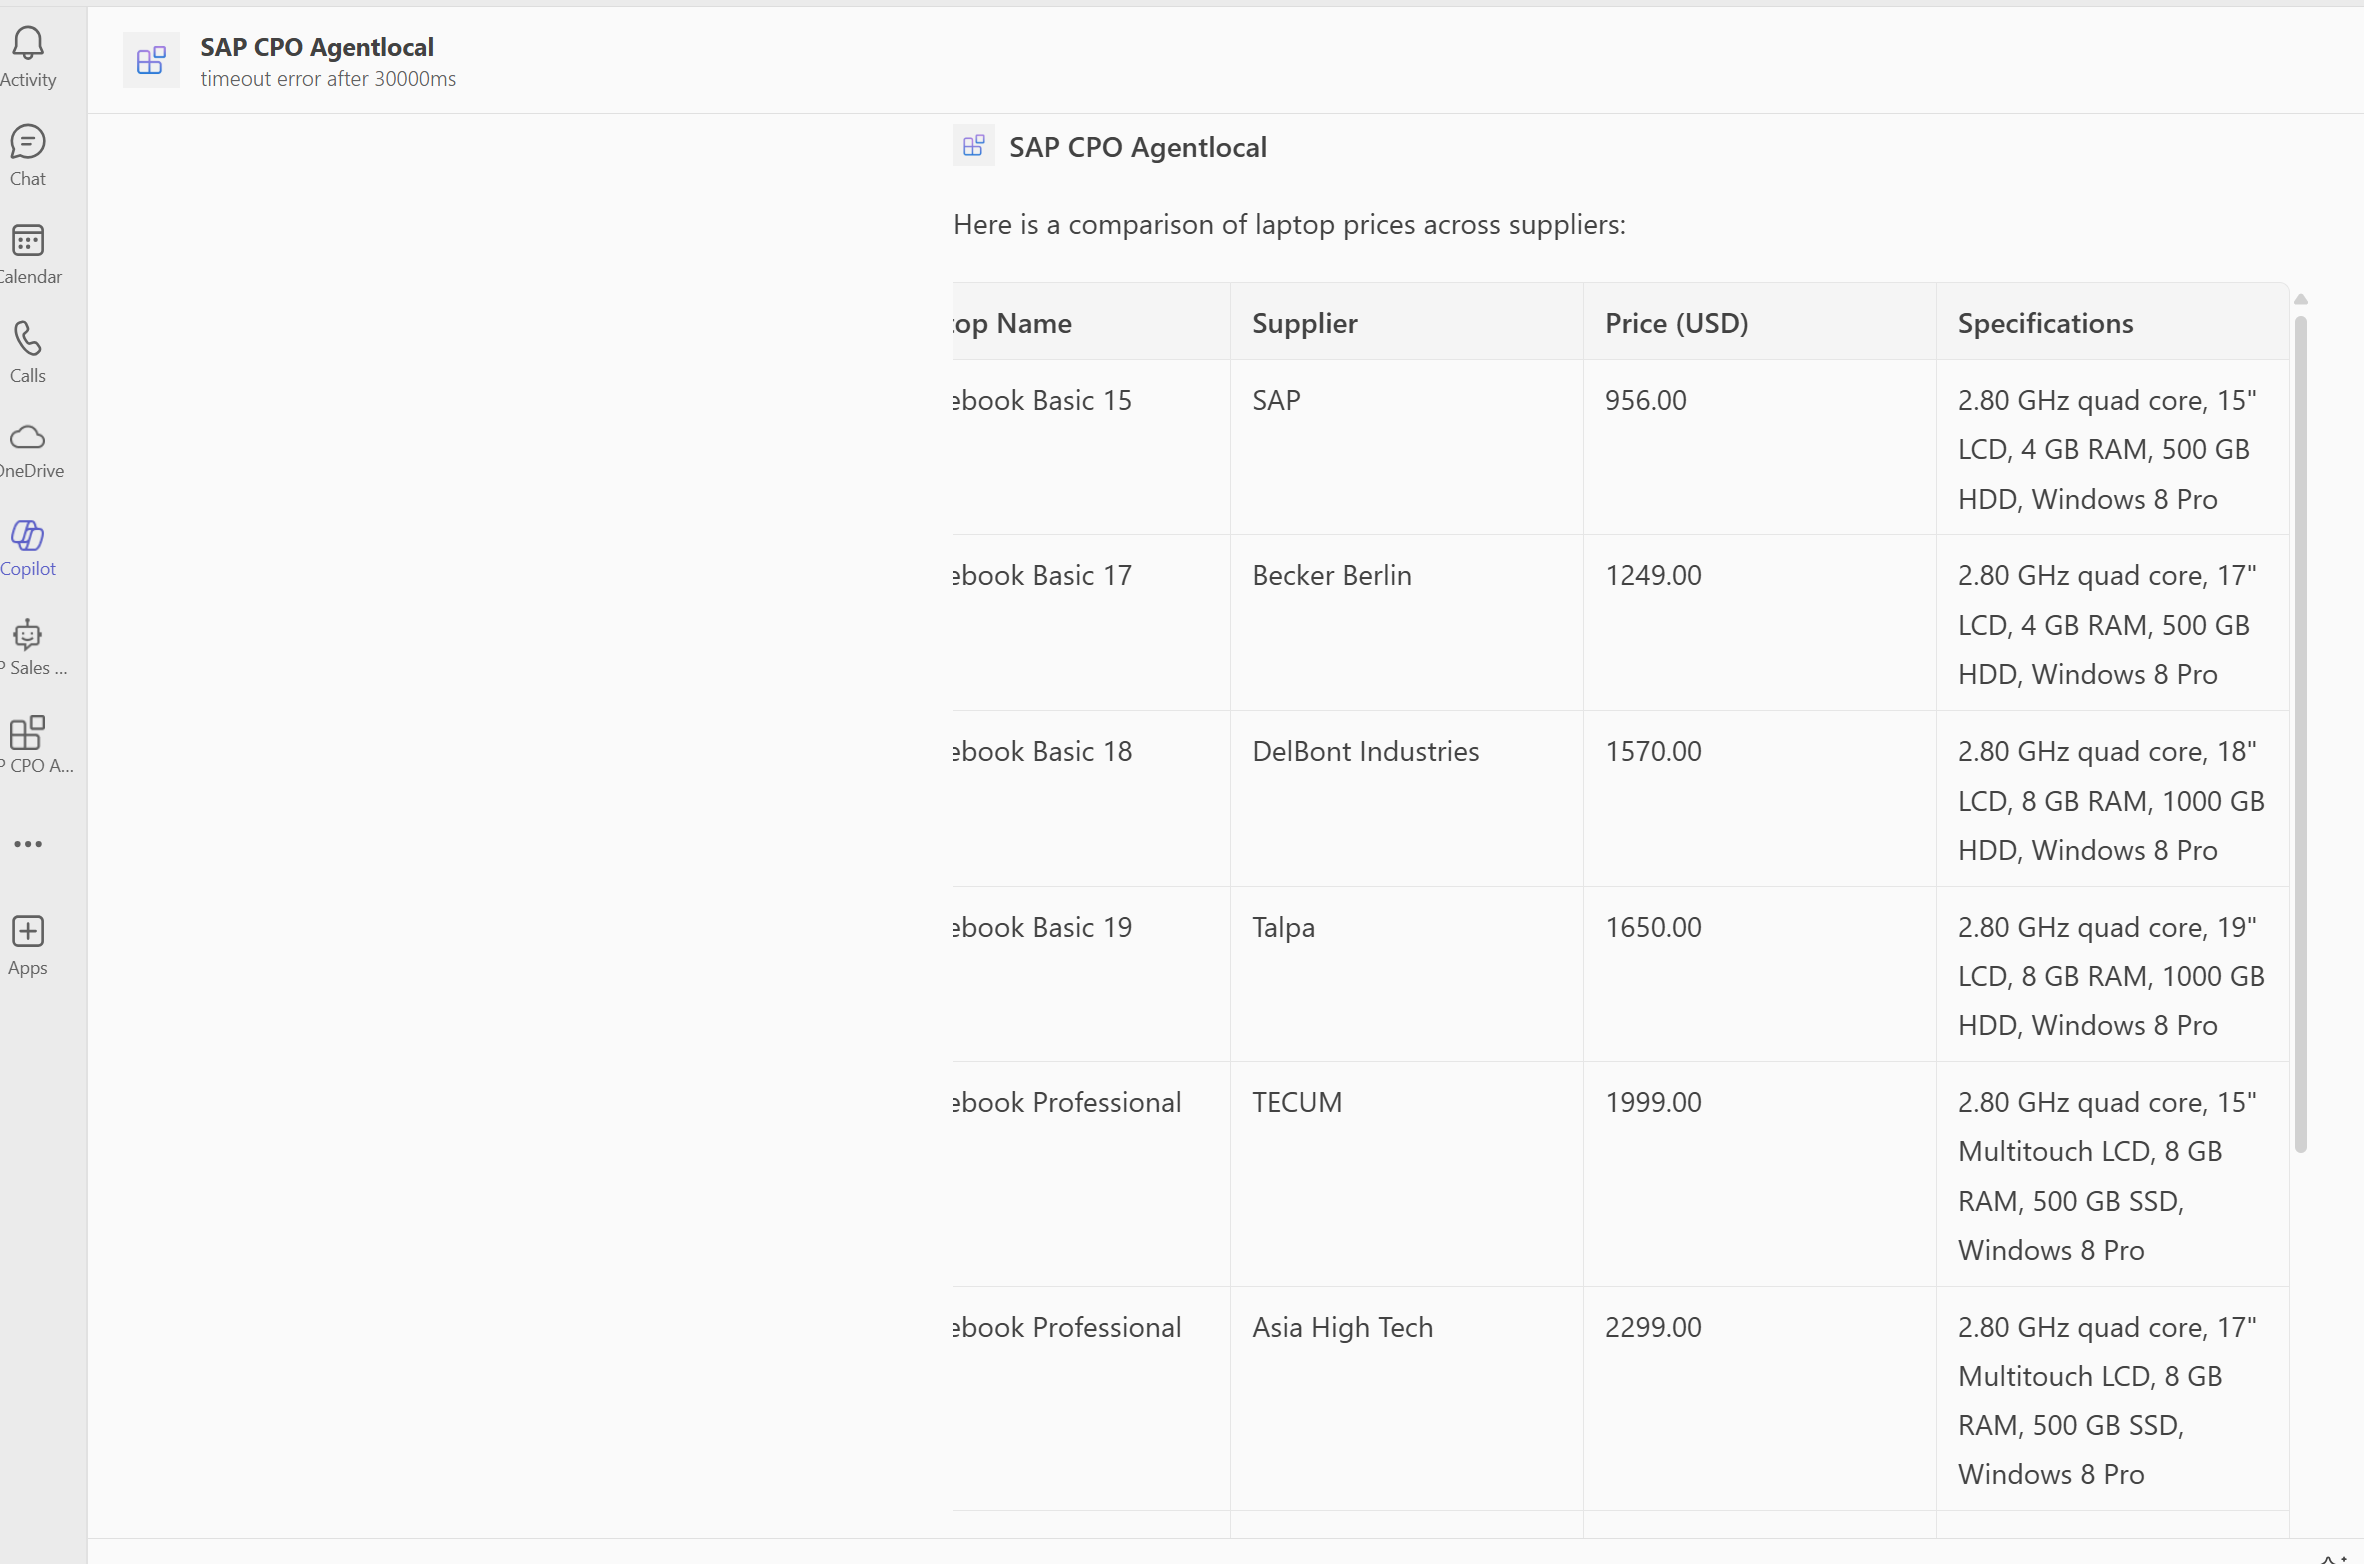 Activity
Chat
Calendar
Calls
OneDrive
Copilot
P Sales ...
P CPO A...
Apps
SAP CPO Agentlocal
timeout error after 30000ms
SAP CPO Agentlocal
Here is a comparison of laptop prices across suppliers:
top Name Supplier Price (USD) Specifications
ebook Basic 15 SAP 956.00 2.80 GHz quad core, 15"
LCD, 4 GB RAM, 500 GB
HDD, Windows 8 Pro
ebook Basic 17 Becker Berlin 1249.00 2.80 GHz quad core, 17"
LCD, 4 GB RAM, 500 GB
HDD, Windows 8 Pro
ebook Basic 18 DelBont Industries 1570.00 2.80 GHz quad core, 18"
LCD, 8 GB RAM, 1000 GB
HDD, Windows 8 Pro
ebook Basic 19 Talpa 1650.00 2.80 GHz quad core, 19"
LCD, 8 GB RAM, 1000 GB
HDD, Windows 8 Pro
ebook Professional TECUM 1999.00 2.80 GHz quad core, 15"
Multitouch LCD, 8 GB
RAM, 500 GB SSD,
Windows 8 Pro
ebook Professional Asia High Tech 2299.00 2.80 GHz quad core, 17"
Multitouch LCD, 8 GB
RAM, 500 GB SSD,
Windows 8 Pro